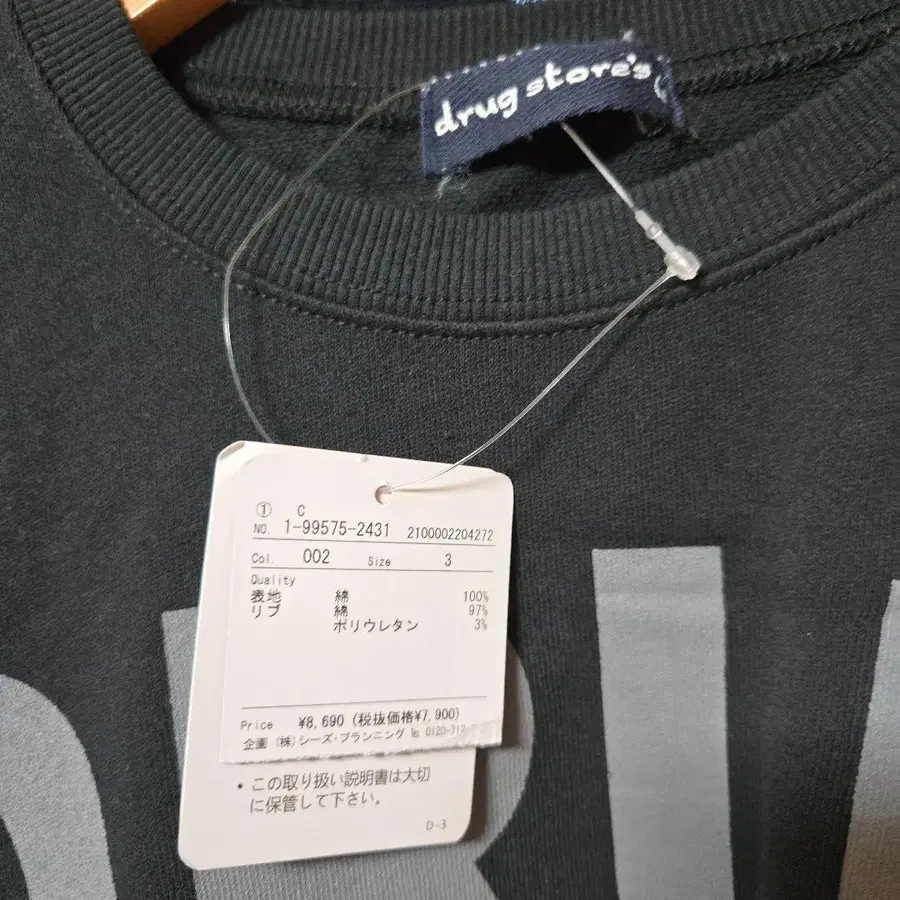 drug store's
① C
NO. 1-99575-2431 2100002204272
Col. 002 Size 3
Quality
表地 綿 100%
リブ 綿 97%
ポリウレタン 3%
Price ¥8,690 (税抜価格¥7,900)
企画 (株)シーズ・プランニング ℡ 0120-717
• この取り扱い説明書は大切
に保管して下さい。
D-3